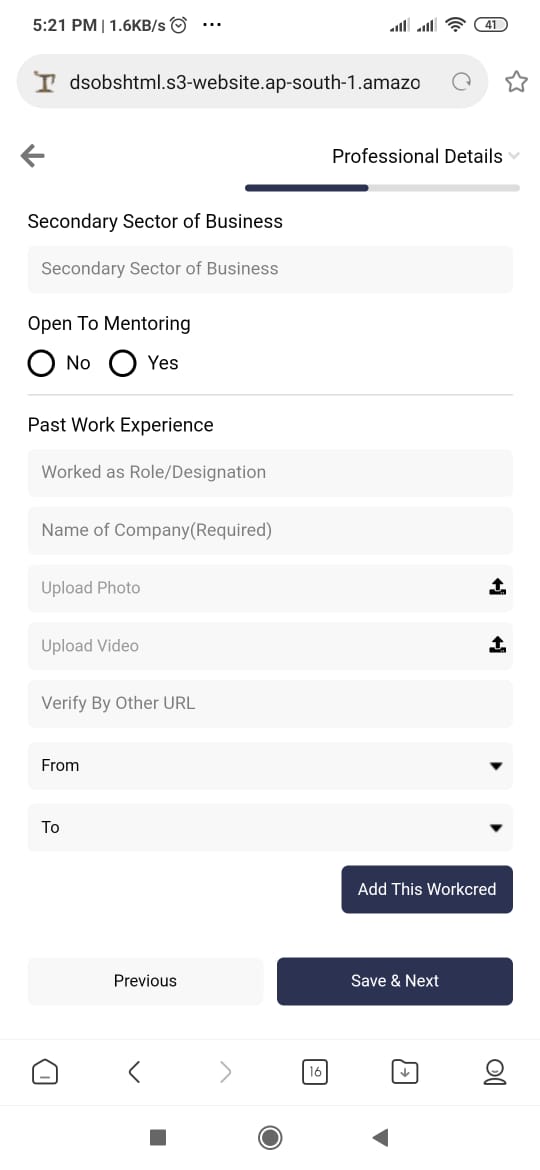 5:21 PM | 1.6KB/s ... 41
dsobshtml.s3-website.ap-south-1.amazo
Professional Details
Secondary Sector of Business
Secondary Sector of Business
Open To Mentoring
No Yes
Past Work Experience
Worked as Role/Designation
Name of Company(Required)
Upload Photo
Upload Video
Verify By Other URL
From
To
Add This Workcred
Previous Save & Next
16